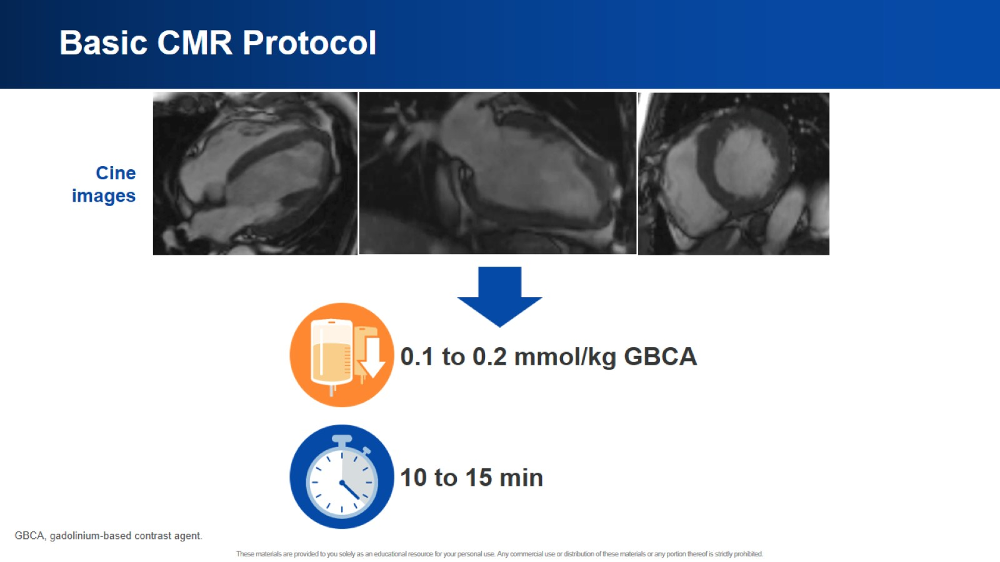 Basic CMR Protocol
Cine
images
0.1 to 0.2 mmol/kg GBCA
10 to 15 min
GBCA, gadolinium-based contrast agent.
These materials are provided to you solely as an educational resource for your personal use. Any commercial use or distribution of these materials or any portion thereof is strictly prohibited.